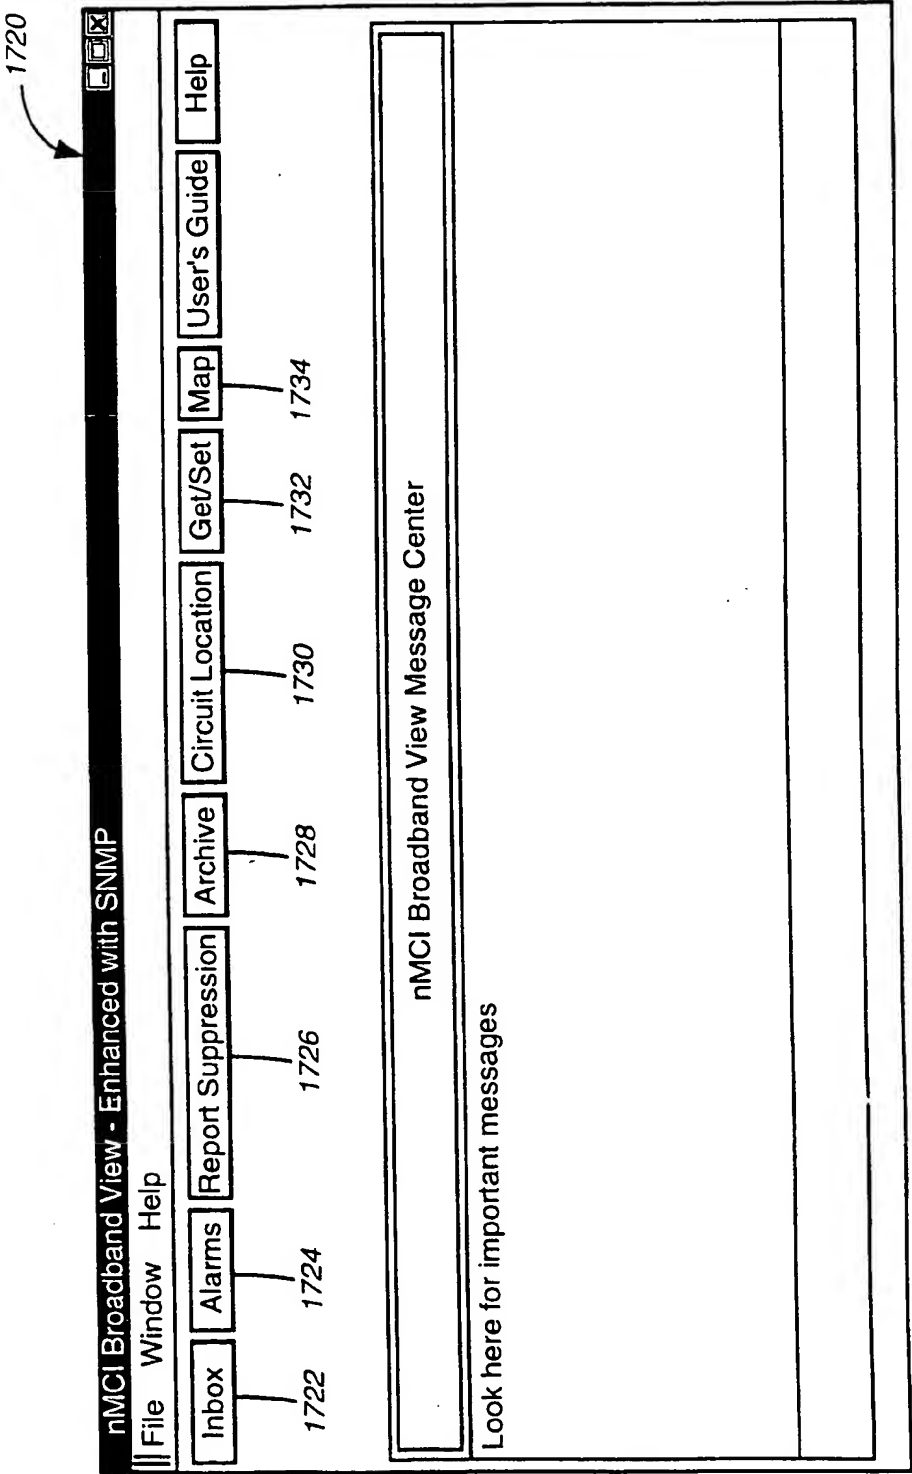 1720
nMCI Broadband View - Enhanced with SNMP
File Window Help
Inbox Alarms Report Suppression Archive Circuit Location Get/Set Map User's Guide Help
1722 1724 1726 1728 1730 1732 1734
nMCI Broadband View Message Center
Look here for important messages